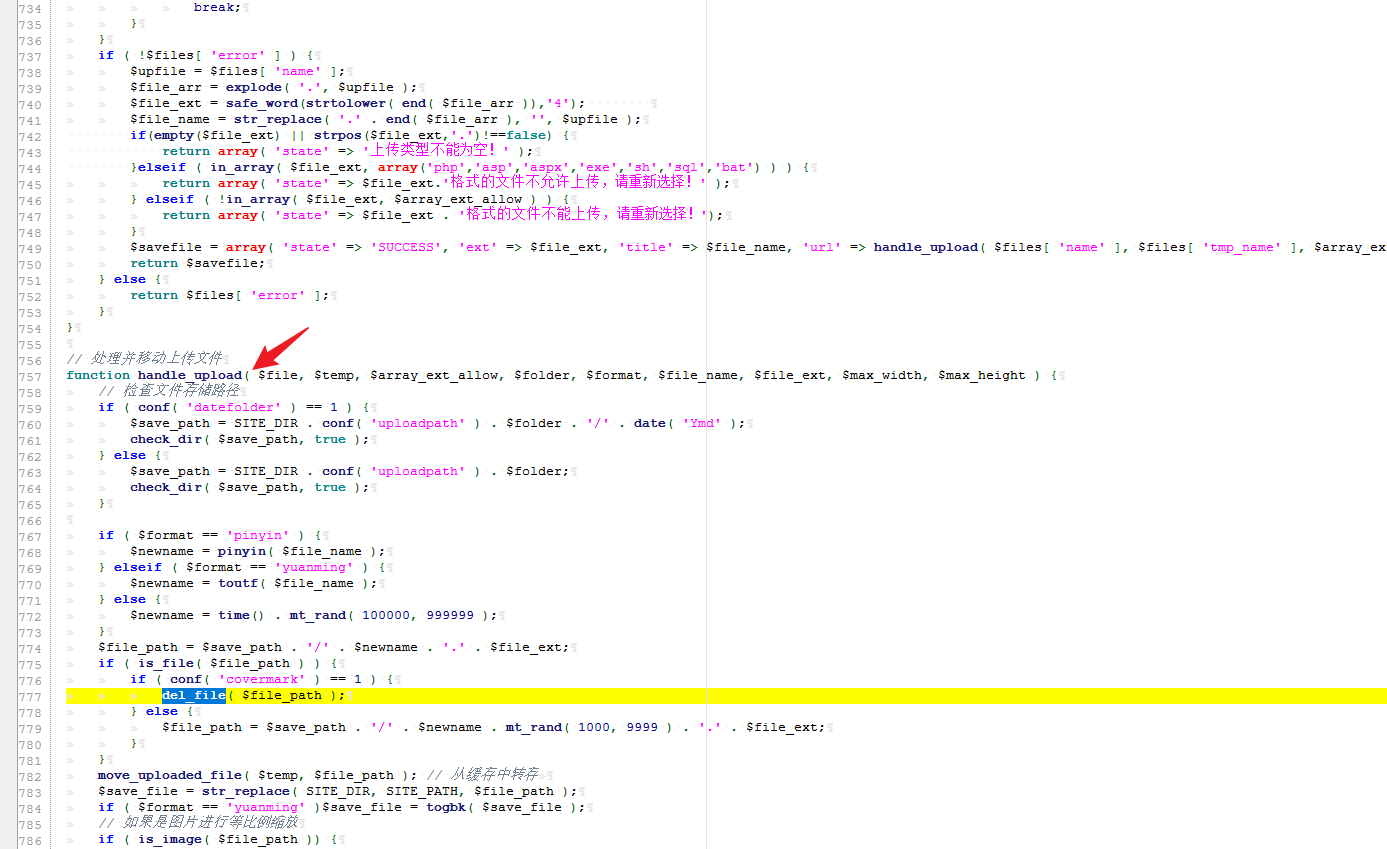 734 break;
735 }
736 }
737 if ( !$files[ 'error' ] ) {
738 $upfile = $files[ 'name' ];
739 $file_arr = explode( '.', $upfile );
740 $file_ext = safe_word(strtolower( end( $file_arr )),'4');
741 $file_name = str_replace( '.' . end( $file_arr ), '', $upfile );
742 if(empty($file_ext) || strpos($file_ext,'.')!==false) {
743 return array( 'state' => '上传类型不能为空！' );
744 }elseif ( in_array( $file_ext, array('php','asp','aspx','exe','sh','sql','bat') ) ) {
745 return array( 'state' => $file_ext.'格式的文件不允许上传，请重新选择！' );
746 } elseif ( !in_array( $file_ext, $array_ext_allow ) ) {
747 return array( 'state' => $file_ext . '格式的文件不能上传，请重新选择！');
748 }
749 $savefile = array( 'state' => 'SUCCESS', 'ext' => $file_ext, 'title' => $file_name, 'url' => handle_upload( $files[ 'name' ], $files[ 'tmp_name' ], $array_ex
750 return $savefile;
751 } else {
752 return $files[ 'error' ];
753 }
754 }
755
756 // 处理并移动上传文件
757 function handle_upload( $file, $temp, $array_ext_allow, $folder, $format, $file_name, $file_ext, $max_width, $max_height ) {
758 // 检查文件存储路径
759 if ( conf( 'datefolder' ) == 1 ) {
760 $save_path = SITE_DIR . conf( 'uploadpath' ) . $folder . '/' . date( 'Ymd' );
761 check_dir( $save_path, true );
762 } else {
763 $save_path = SITE_DIR . conf( 'uploadpath' ) . $folder;
764 check_dir( $save_path, true );
765 }
766
767 if ( $format == 'pinyin' ) {
768 $newname = pinyin( $file_name );
769 } elseif ( $format == 'yuanming' ) {
770 $newname = toutf( $file_name );
771 } else {
772 $newname = time() . mt_rand( 100000, 999999 );
773 }
774 $file_path = $save_path . '/' . $newname . '.' . $file_ext;
775 if ( is_file( $file_path ) ) {
776 if ( conf( 'covermark' ) == 1 ) {
777 del_file( $file_path );
778 } else {
779 $file_path = $save_path . '/' . $newname . mt_rand( 1000, 9999 ) . '.' . $file_ext;
780 }
781 }
782 move_uploaded_file( $temp, $file_path ); // 从缓存中转存
783 $save_file = str_replace( SITE_DIR, SITE_PATH, $file_path );
784 if ( $format == 'yuanming' )$save_file = togbk( $save_file );
785 // 如果是图片进行等比例缩放
786 if ( is_image( $file_path )) {